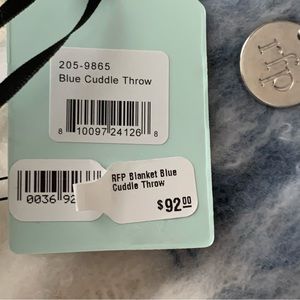 205-9865
Blue Cuddle Throw
8 10097 24126 8
rfp
0036 92
RFP Blanket Blue
Cuddle Throw
$92.00